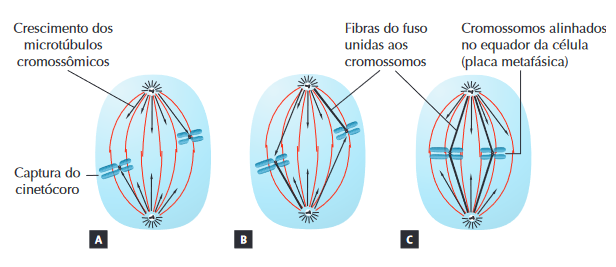 Crescimento dos
microtúbulos
cromossômicos
Captura do
cinetócoro
Fibras do fuso
unidas aos
cromossomos
Cromossomos alinhados
no equador da célula
(placa metafásica)
A
B
C